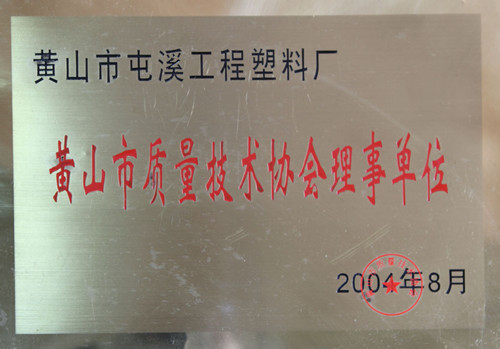 黄山市屯溪工程塑料厂
黄山市质量技术协会理事单位
2004年8月